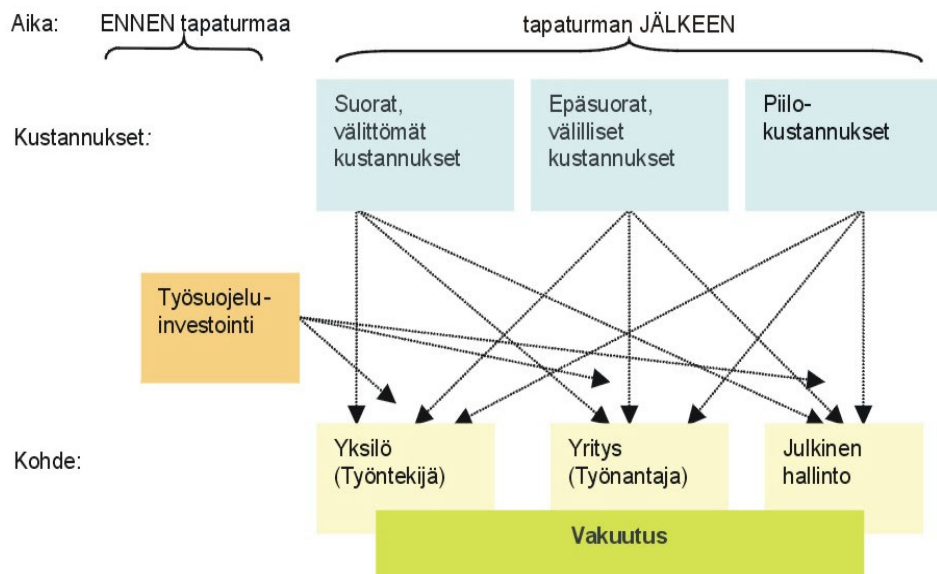 Aika: ENNEN tapaturmaa tapaturman JÄLKEEN
Kustannukset:
Suorat,
välittömät
kustannukset
Epäsuorat,
välilliset
kustannukset
Piilo-
kustannukset
Työsuojelu-
investointi
Kohde:
Yksilö
(Työntekijä)
Yritys
(Työnantaja)
Julkinen
hallinto
Vakuutus